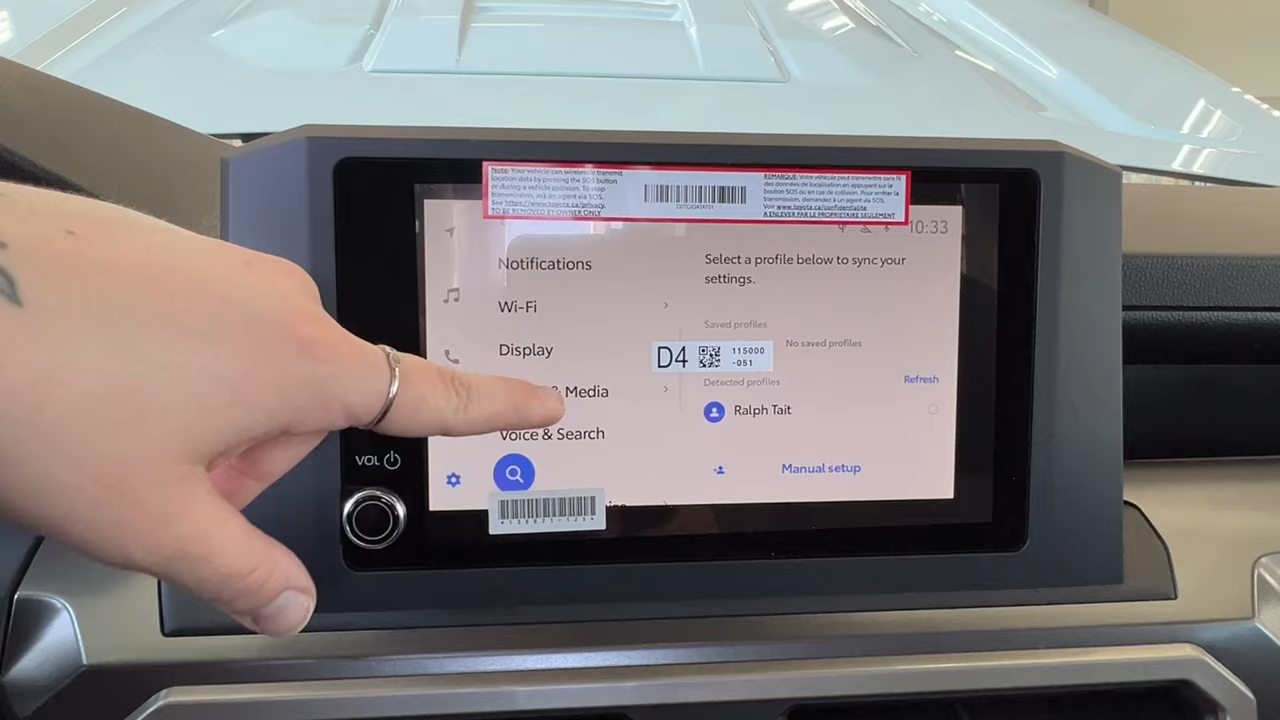 Note: Your vehicle can wirelessly transmit
location data by pressing the SOS button
or during a vehicle collision. To stop
transmission, ask an agent via SOS.
See https://www.toyota.ca/privacy.
TO BE REMOVED BY OWNER ONLY
REMARQUE: Votre véhicule peut transmettre sans fil
des données de localisation en appuyant sur le
bouton SOS ou en cas de collision. Pour arrêter la
transmission, demandez à un agent via SOS.
Voir www.toyota.ca/confidentialite
A ENLEVER PAR LE PROPRIETAIRE SEULEMENT
10:33
Notifications
Wi-Fi
Display
& Media
Voice & Search
Select a profile below to sync your
settings.
Saved profiles
No saved profiles
D4
115000
-051
Detected profiles
Refresh
Ralph Tait
Manual setup
VOL